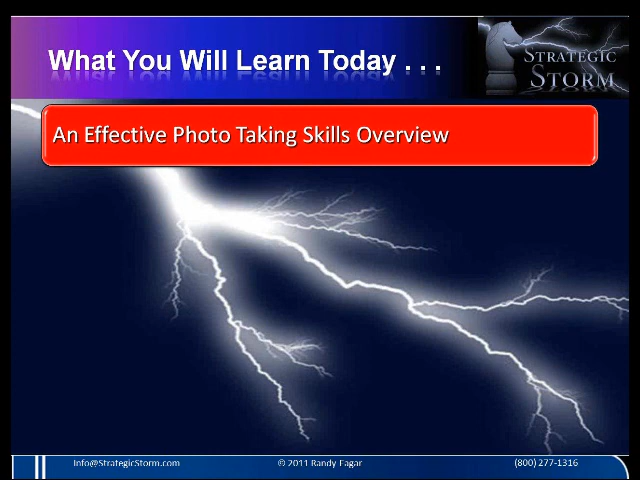 What You Will Learn Today . . .
STRATEGIC
STORM
An Effective Photo Taking Skills Overview
Info@StrategicStorm.com
© 2011 Randy Fagar
(800) 277-1316